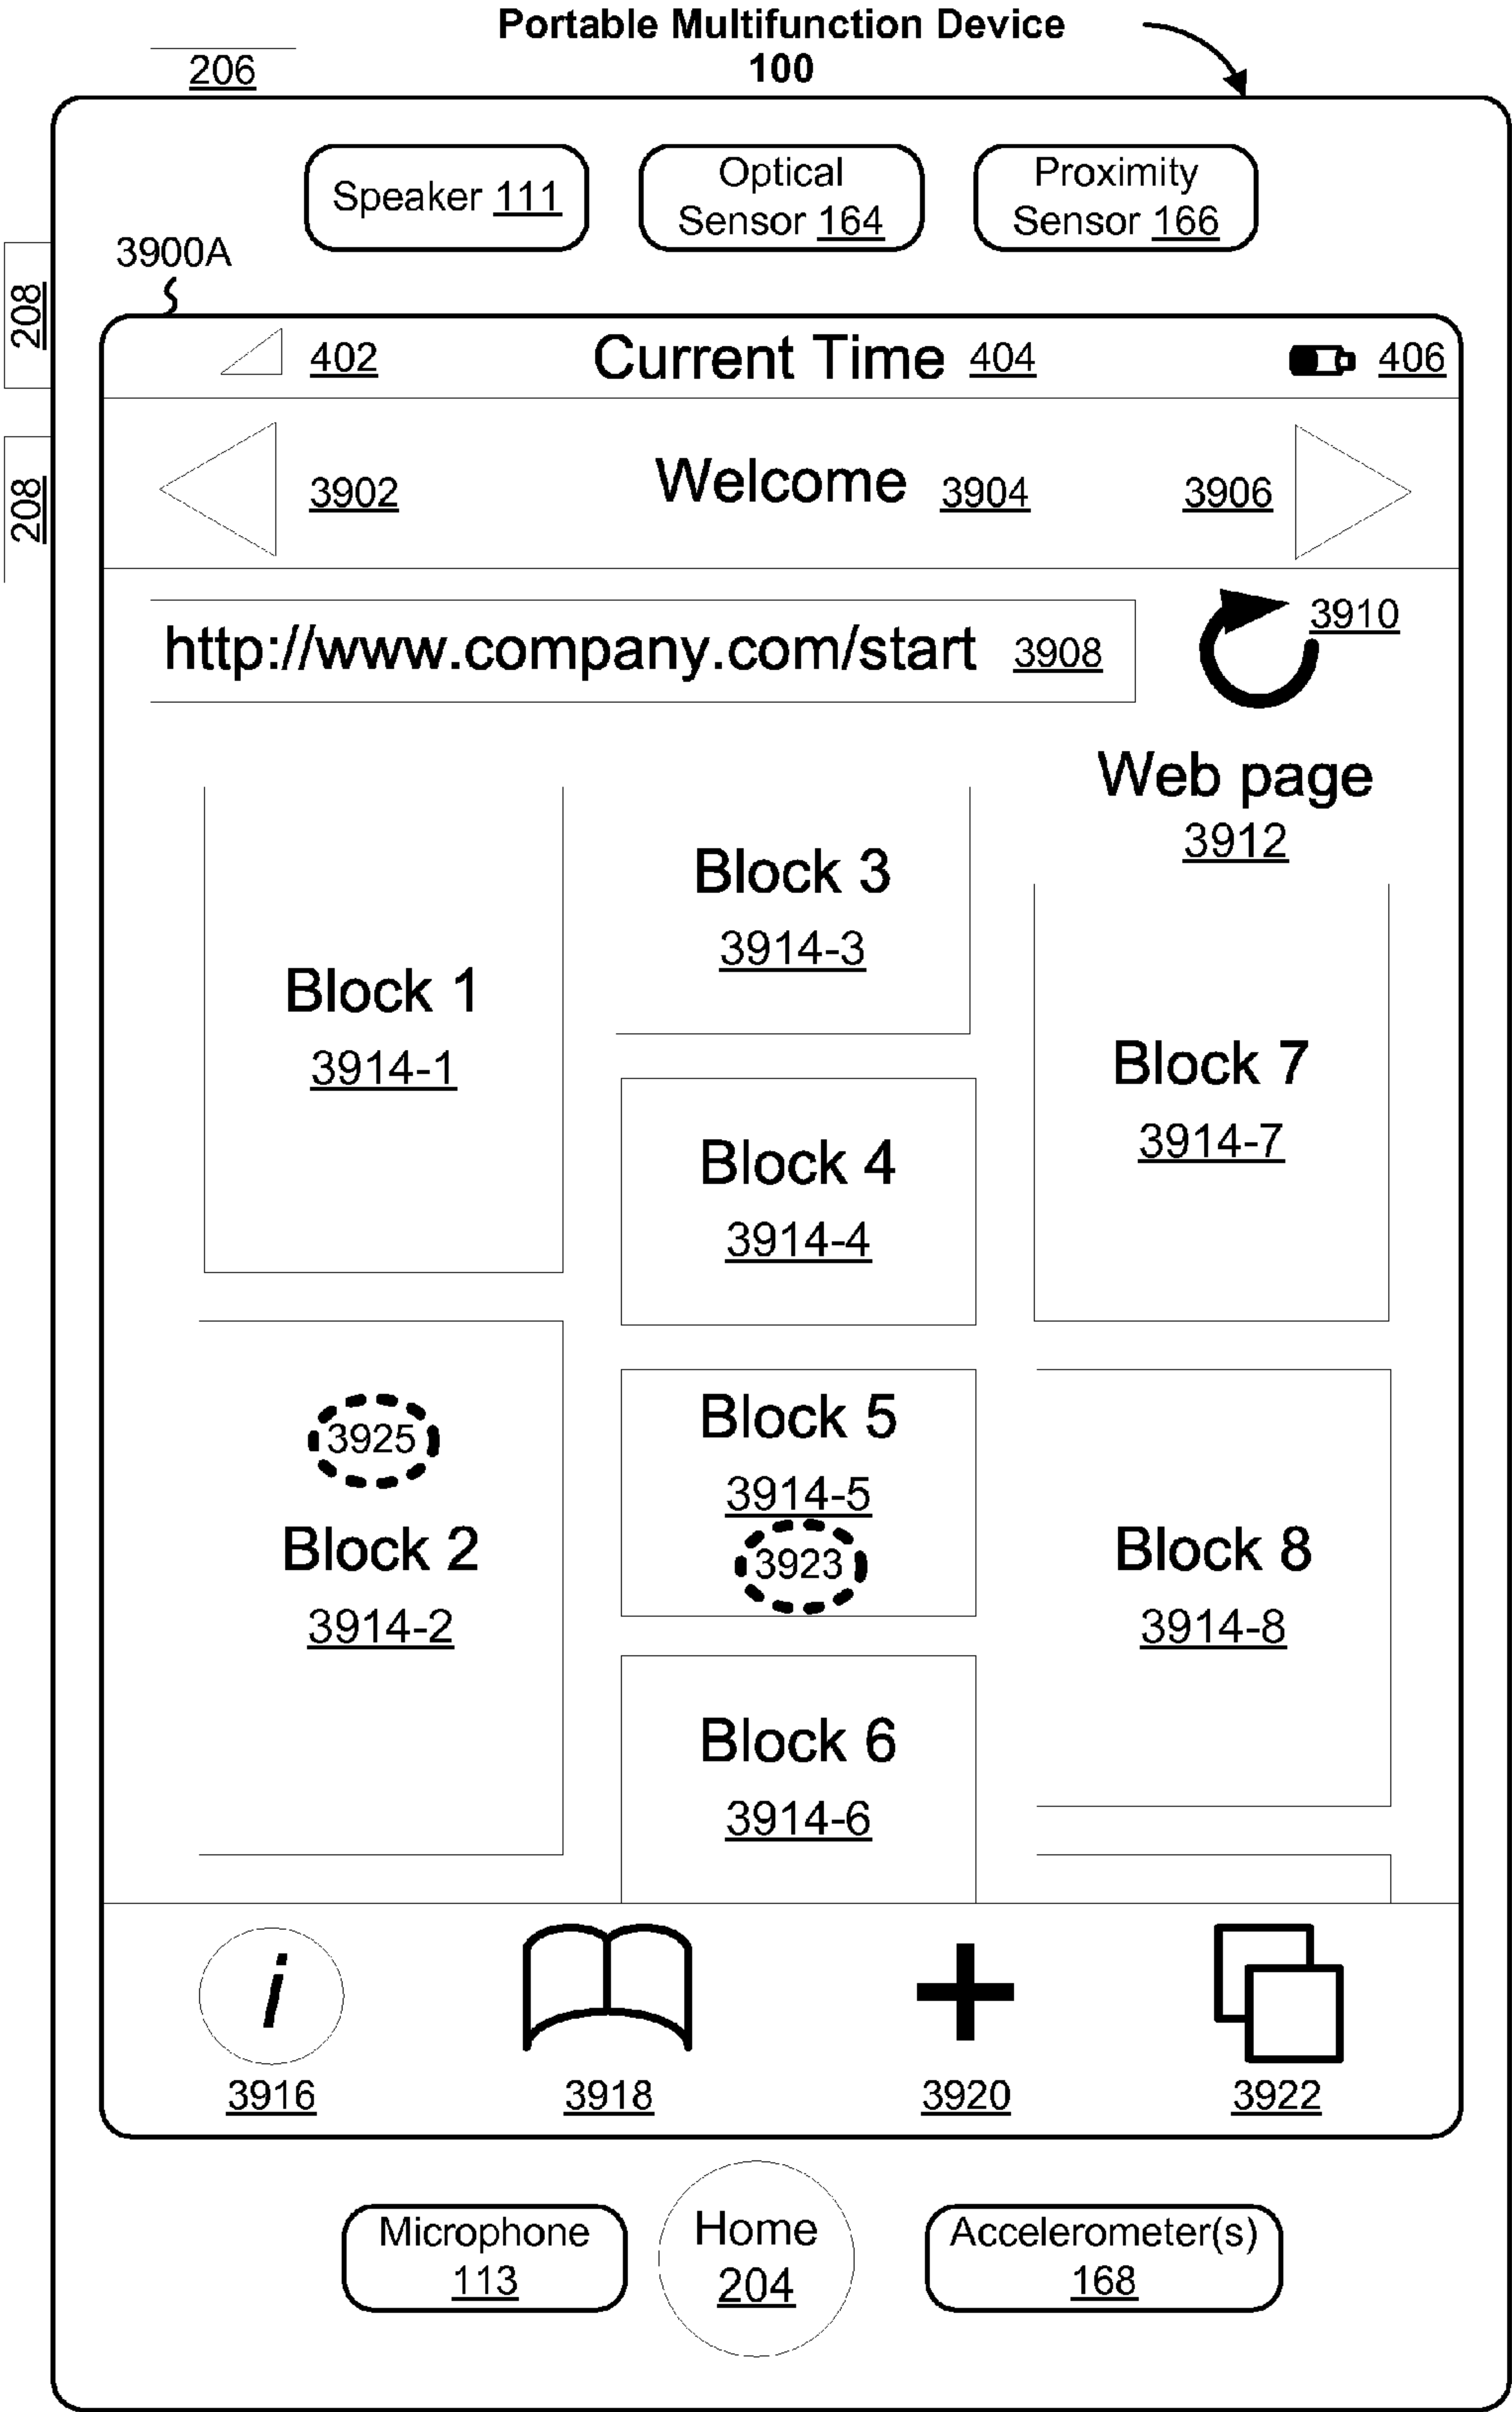 Portable Multifunction Device
100
206
Speaker 111
Optical
Sensor 164
Proximity
Sensor 166
3900A
208
208
402
Current Time 404
406
3902
Welcome 3904
3906
http://www.company.com/start 3908
3910
Web page
3912
Block 1
3914-1
Block 3
3914-3
Block 7
3914-7
Block 4
3914-4
3925
Block 2
3914-2
Block 5
3914-5
3923
Block 8
3914-8
Block 6
3914-6
i
3916
3918
3920
3922
Microphone
113
Home
204
Accelerometer(s)
168